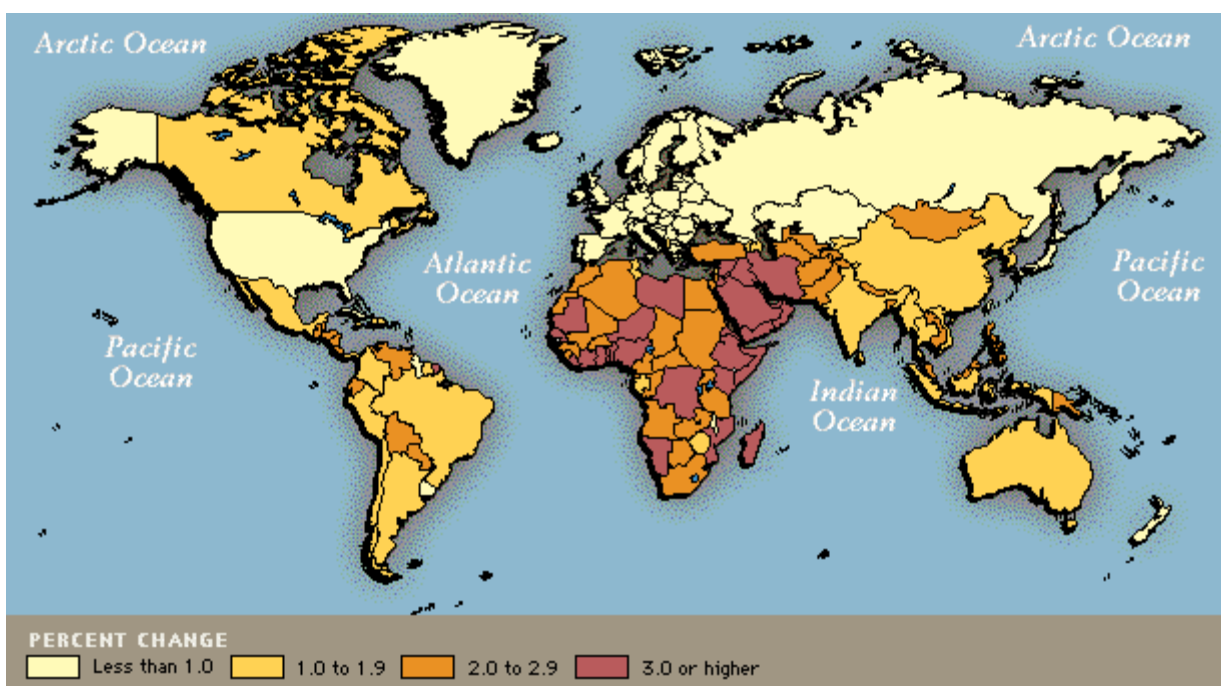 Arctic Ocean
Arctic Ocean
Atlantic
Ocean
Pacific
Ocean
Pacific
Ocean
Indian
Ocean
PERCENT CHANGE
Less than 1.0
1.0 to 1.9
2.0 to 2.9
3.0 or higher